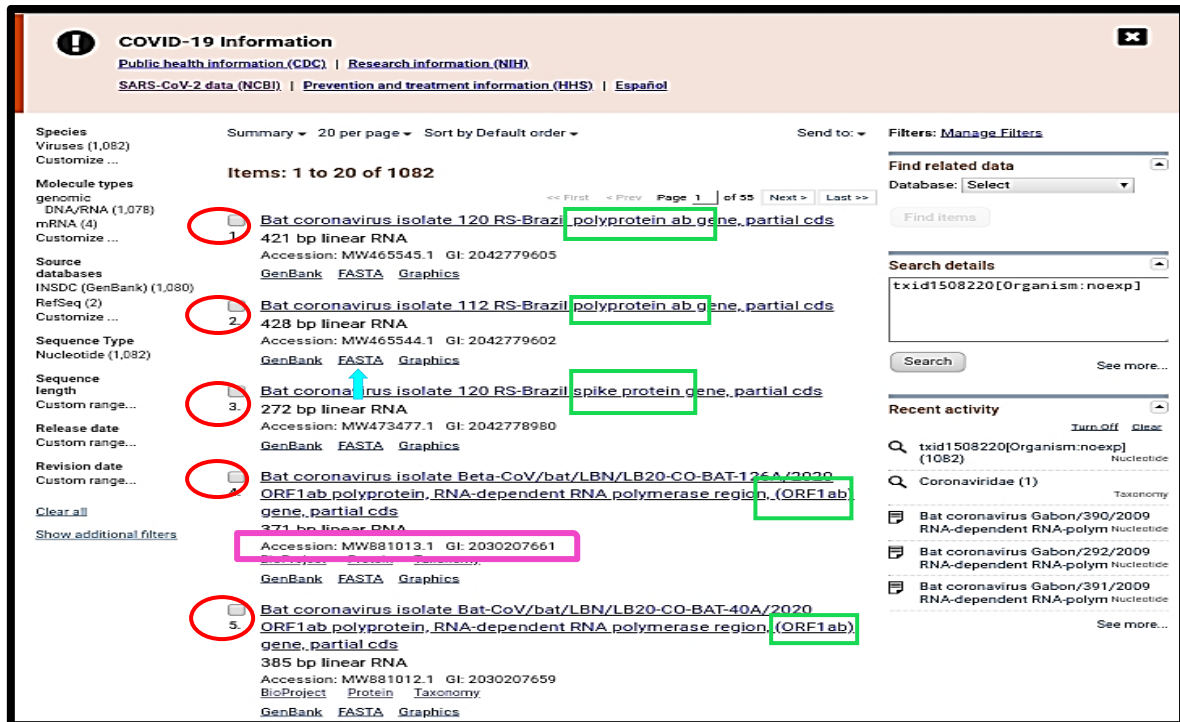 COVID-19 Information
Public health information (CDC) | Research information (NIH)
SARS-CoV-2 data (NCBI) | Prevention and treatment information (HHS) | Español
Species
Viruses (1,082)
Customize ...
Molecule types
genomic
DNA/RNA (1,078)
mRNA (4)
Customize ...
Source
databases
INSDC (GenBank) (1,080)
RefSeq (2)
Customize ...
Sequence Type
Nucleotide (1,082)
Sequence
length
Custom range...
Release date
Custom range...
Revision date
Custom range...
Clear all
Show additional filters
Summary 20 per page Sort by Default order Send to:
Items: 1 to 20 of 1082
<< First < Prev Page 1 of 55 Next > Last >>
Bat coronavirus isolate 120 RS-Brazil polyprotein ab gene, partial cds
1. 421 bp linear RNA
Accession: MW465545.1 GI: 2042779605
GenBank FASTA Graphics
Bat coronavirus isolate 112 RS-Brazil polyprotein ab gene, partial cds
2. 428 bp linear RNA
Accession: MW465544.1 GI: 2042779602
GenBank FASTA Graphics
Bat coronavirus isolate 120 RS-Brazil spike protein gene, partial cds
3. 272 bp linear RNA
Accession: MW473477.1 GI: 2042778980
GenBank FASTA Graphics
Bat coronavirus isolate Beta-CoV/bat/LBN/LB20-CO-BAT-126A/2020
4. ORF1ab polyprotein, RNA-dependent RNA polymerase region, (ORF1ab)
gene, partial cds
371 bp linear RNA
Accession: MW881013.1 GI: 2030207661
BioProject Protein Taxonomy
GenBank FASTA Graphics
Bat coronavirus isolate Bat-CoV/bat/LBN/LB20-CO-BAT-40A/2020
5. ORF1ab polyprotein, RNA-dependent RNA polymerase region, (ORF1ab)
gene, partial cds
385 bp linear RNA
Accession: MW881012.1 GI: 2030207659
BioProject Protein Taxonomy
GenBank FASTA Graphics
Filters: Manage Filters
Find related data
Database: Select
Find items
Search details
txid1508220[Organism:noexp]
Search See more...
Recent activity
Turn Off Clear
txid1508220[Organism:noexp]
(1082) Nucleotide
Coronaviridae (1)
Taxonomy
Bat coronavirus Gabon/390/2009
RNA-dependent RNA-polym Nucleotide
Bat coronavirus Gabon/292/2009
RNA-dependent RNA-polym Nucleotide
Bat coronavirus Gabon/391/2009
RNA-dependent RNA-polym Nucleotide
See more...